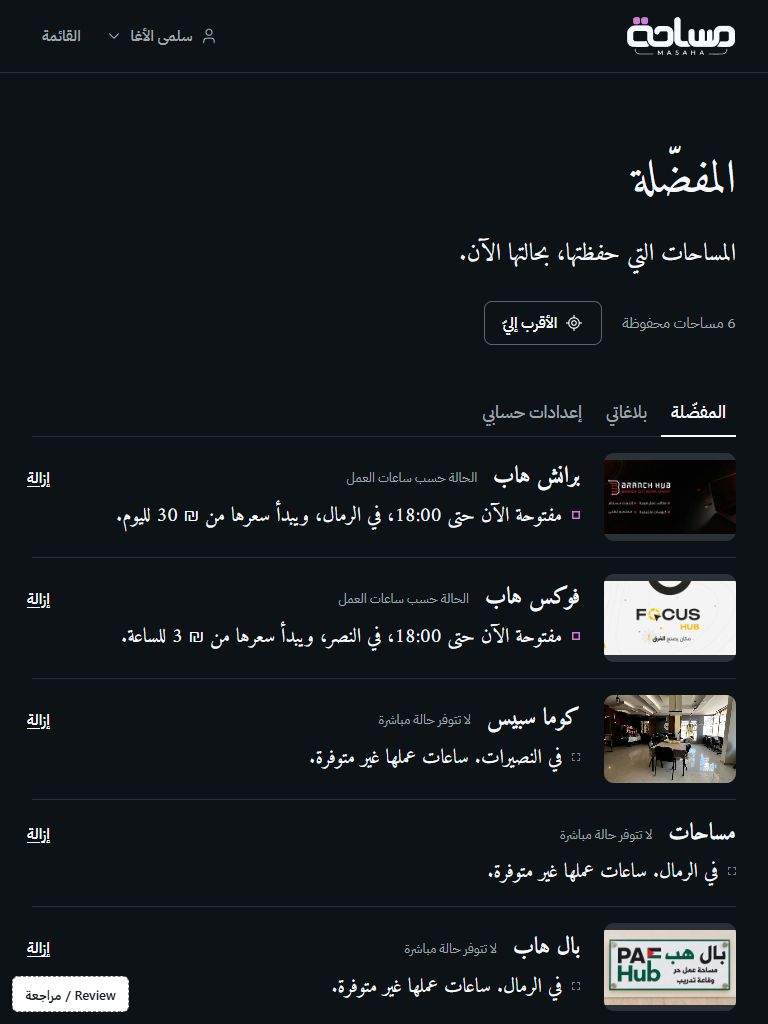 مساحة
MASAHA
سلمى الأغا
القائمة
المفضّلة
المساحات التي حفظتها، بحالتها الآن.
6 مساحات محفوظة
الأقرب إليّ
المفضّلة
بلاغاتي
إعدادات حسابي
BRANCH HUB
برانش هاب
الحالة حسب ساعات العمل
إزالة
مفتوحة الآن حتى 18:00، في الرمال، ويبدأ سعرها من ₪ 30 لليوم.
FOCUS
HUB
مكان يصنع الفرق
فوكس هاب
الحالة حسب ساعات العمل
إزالة
مفتوحة الآن حتى 18:00، في النصر، ويبدأ سعرها من ₪ 3 للساعة.
كوما سبيس
لا تتوفر حالة مباشرة
إزالة
في النصيرات. ساعات عملها غير متوفرة.
مساحات
لا تتوفر حالة مباشرة
إزالة
في الرمال. ساعات عملها غير متوفرة.
بال هب
PAL
Hub
مساحة عمل حر
وقاعة تدريب
بال هاب
لا تتوفر حالة مباشرة
إزالة
في الرمال. ساعات عملها غير متوفرة.
Review / مراجعة